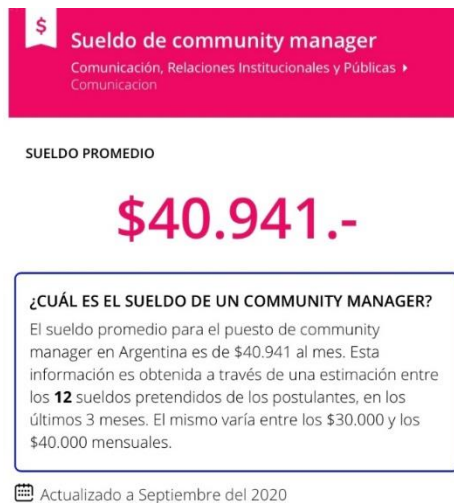 $
Sueldo de community manager
Comunicación, Relaciones Institucionales y Públicas ▸
Comunicacion
SUELDO PROMEDIO
$40.941.-
¿CUÁL ES EL SUELDO DE UN COMMUNITY MANAGER?
El sueldo promedio para el puesto de community
manager en Argentina es de $40.941 al mes. Esta
información es obtenida a través de una estimación entre
los 12 sueldos pretendidos de los postulantes, en los
últimos 3 meses. El mismo varía entre los $30.000 y los
$40.000 mensuales.
Actualizado a Septiembre del 2020